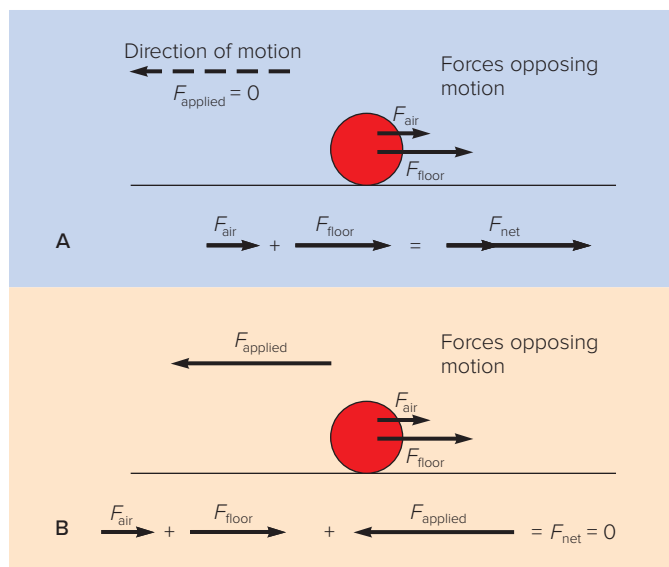 Direction of motion
F_applied = 0
Forces opposing
motion
F_air
F_floor
A
F_air + F_floor = F_net
F_applied
Forces opposing
motion
F_air
F_floor
B
F_air + F_floor + F_applied = F_net = 0